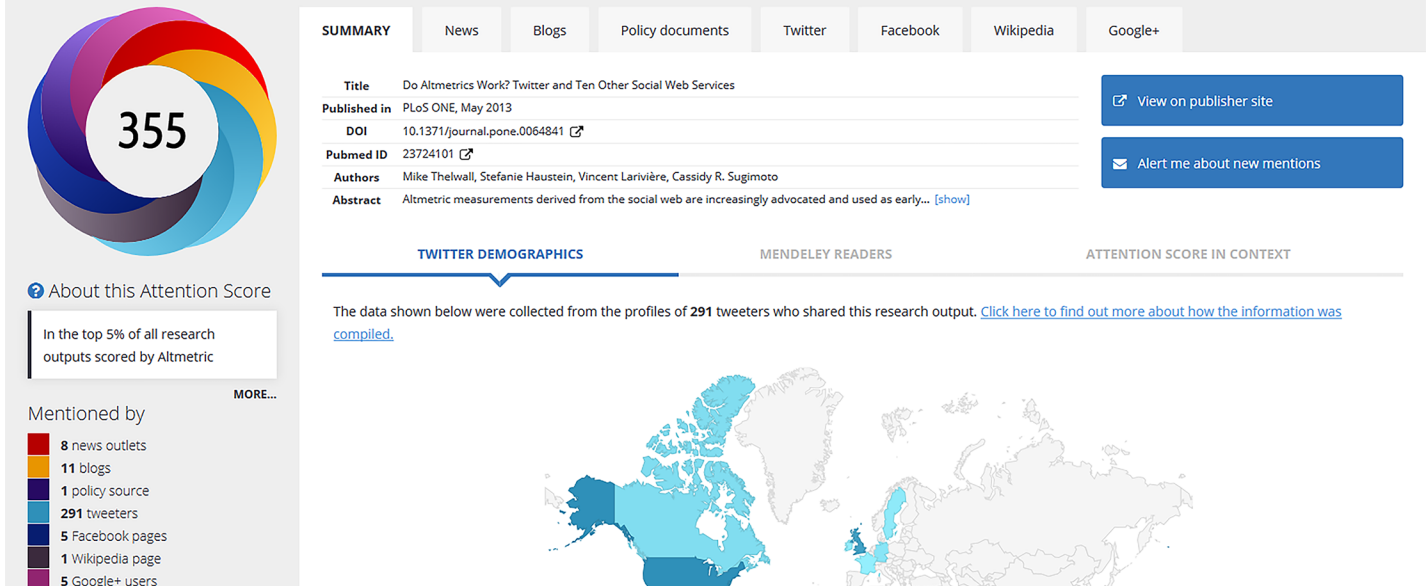 355
About this Attention Score
In the top 5% of all research
outputs scored by Altmetric
MORE...
Mentioned by
8 news outlets
11 blogs
1 policy source
291 tweeters
5 Facebook pages
1 Wikipedia page
5 Google+ users
SUMMARY News Blogs Policy documents Twitter Facebook Wikipedia Google+
Title Do Altmetrics Work? Twitter and Ten Other Social Web Services
Published in PLoS ONE, May 2013
DOI 10.1371/journal.pone.0064841
Pubmed ID 23724101
Authors Mike Thelwall, Stefanie Haustein, Vincent Larivière, Cassidy R. Sugimoto
Abstract Altmetric measurements derived from the social web are increasingly advocated and used as early... [show]
View on publisher site
Alert me about new mentions
TWITTER DEMOGRAPHICS MENDELEY READERS ATTENTION SCORE IN CONTEXT
The data shown below were collected from the profiles of 291 tweeters who shared this research output. Click here to find out more about how the information was
compiled.